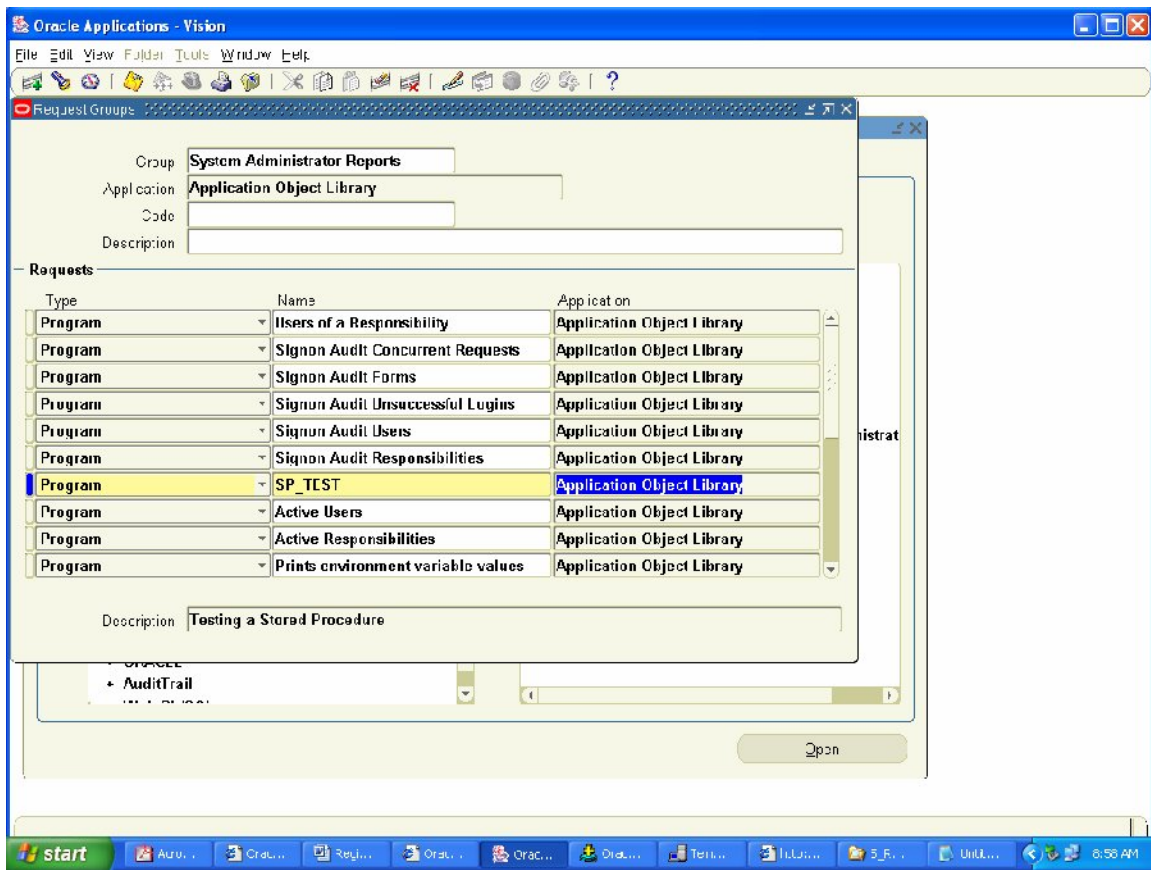 Oracle Applications - Vision
File Edit View Folder Tools Window Help
Request Groups
Group System Administrator Reports
Application Application Object Library
Code
Description
Requests
Type Name Application
Program Users of a Responsibility Application Object Library
Program Signon Audit Concurrent Requests Application Object Library
Program Signon Audit Forms Application Object Library
Program Signon Audit Unsuccessful Logins Application Object Library
Program Signon Audit Users Application Object Library
nistrat
Program Signon Audit Responsibilities Application Object Library
Program SP_TEST Application Object Library
Program Active Users Application Object Library
Program Active Responsibilities Application Object Library
Program Prints environment variable values Application Object Library
Description Testing a Stored Procedure
+ AuditTrail
Open
start Orac... Tern... 8:58 AM